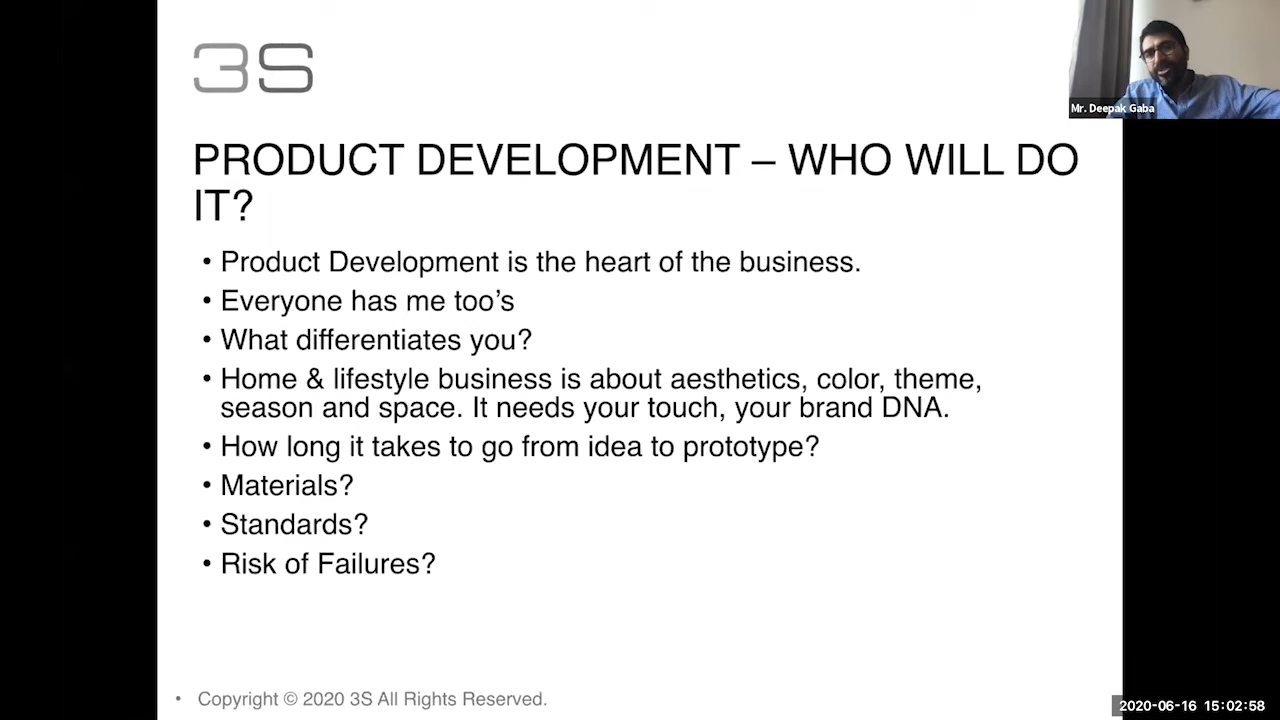 3S
Mr. Deepak Gaba
PRODUCT DEVELOPMENT – WHO WILL DO
IT?
• Product Development is the heart of the business.
• Everyone has me too’s
• What differentiates you?
• Home & lifestyle business is about aesthetics, color, theme,
season and space. It needs your touch, your brand DNA.
• How long it takes to go from idea to prototype?
• Materials?
• Standards?
• Risk of Failures?
• Copyright © 2020 3S All Rights Reserved.
2020-06-16 15:02:58